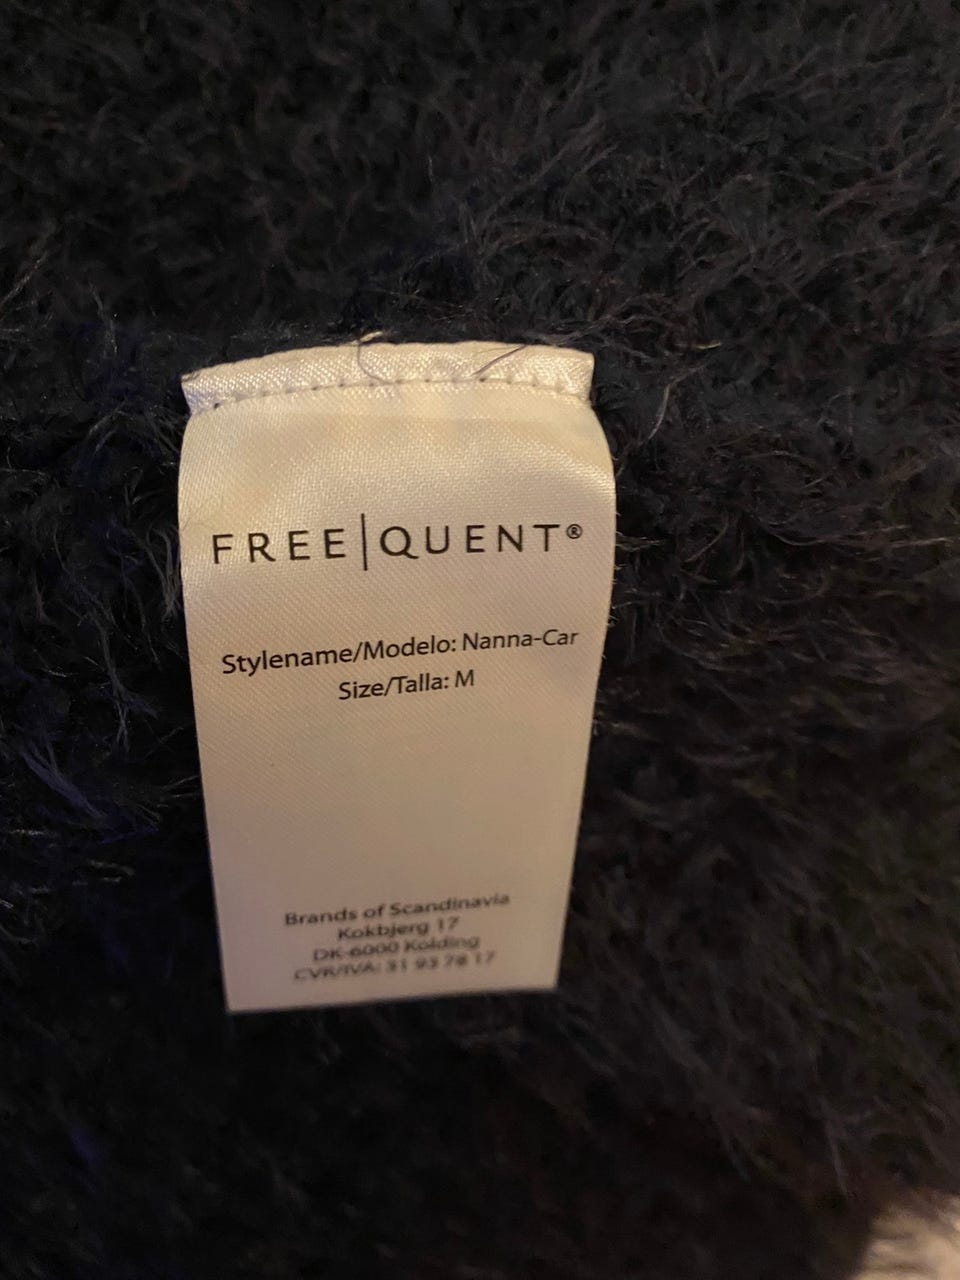 FREE|QUENT®
Stylename/Modelo: Nanna-Car
Size/Talla: M
Brands of Scandinavia
Kokbjerg 17
DK-6000 Kolding
CVR/IVA: 31 93 78 17